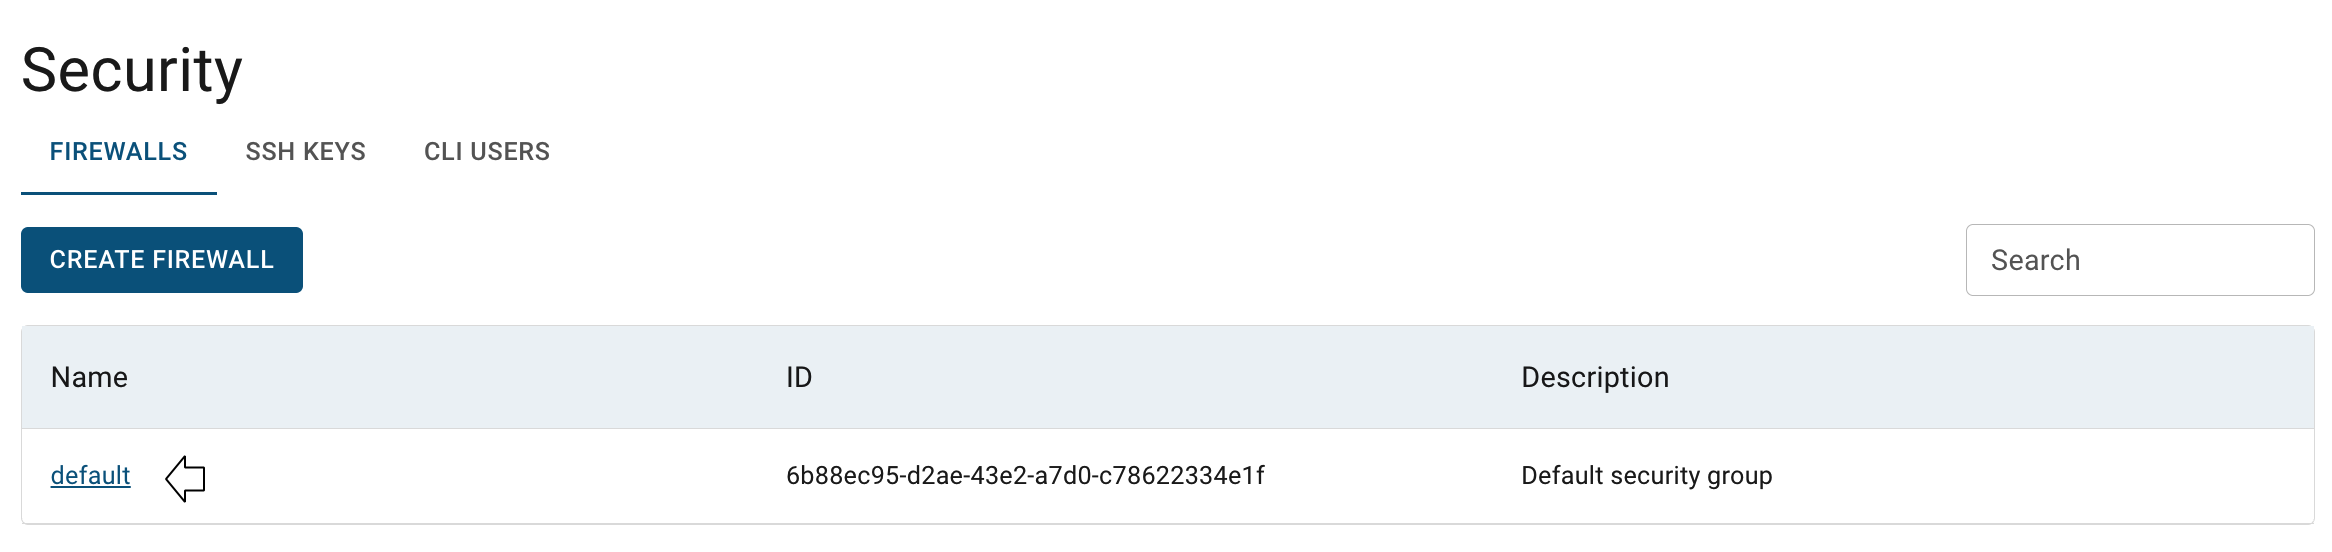 Security
FIREWALLS SSH KEYS CLI USERS
CREATE FIREWALL Search
Name ID Description
default 6b88ec95-d2ae-43e2-a7d0-c78622334e1f Default security group